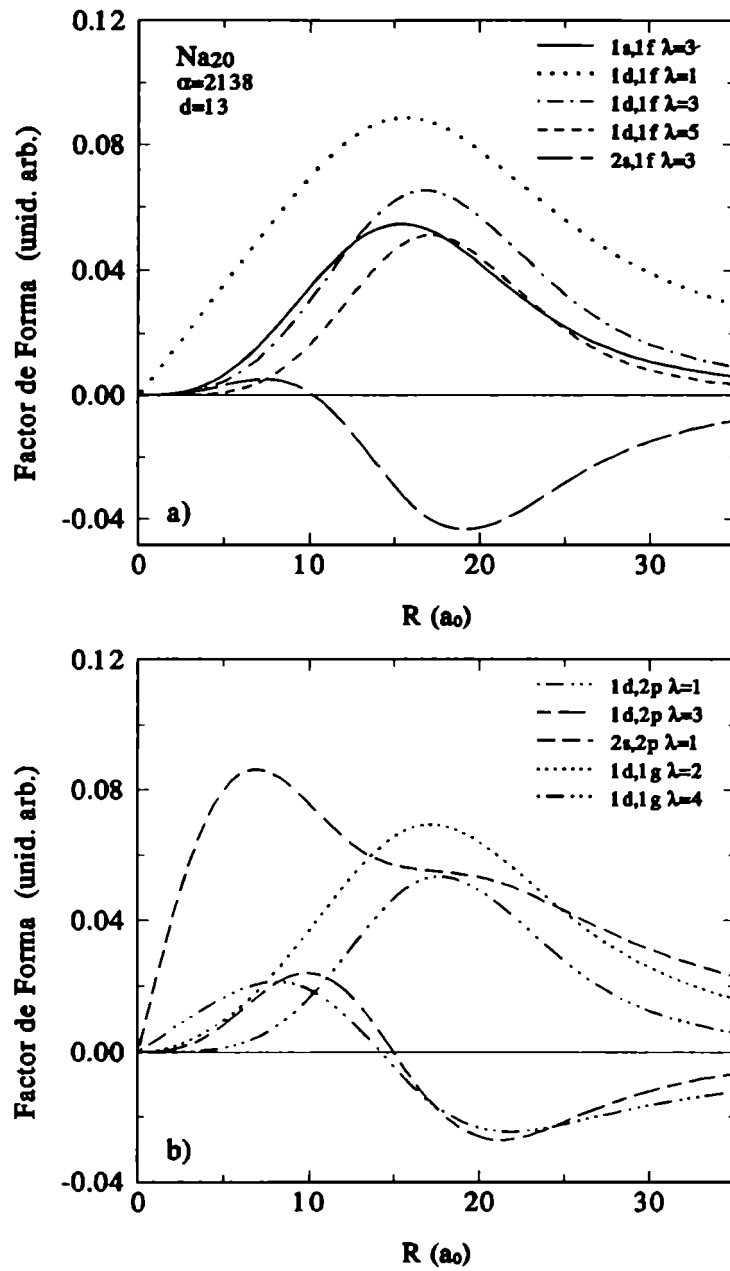 0.12
0.08
0.04
0.00
-0.04
Factor de Forma (unid. arb.)
Na20
α=2138
d=13
1s,1f λ=3
1d,1f λ=1
1d,1f λ=3
1d,1f λ=5
2s,1f λ=3
a)
0 10 20 30
R (a0)
0.12
0.08
0.04
0.00
-0.04
Factor de Forma (unid. arb.)
1d,2p λ=1
1d,2p λ=3
2s,2p λ=1
1d,1g λ=2
1d,1g λ=4
b)
0 10 20 30
R (a0)